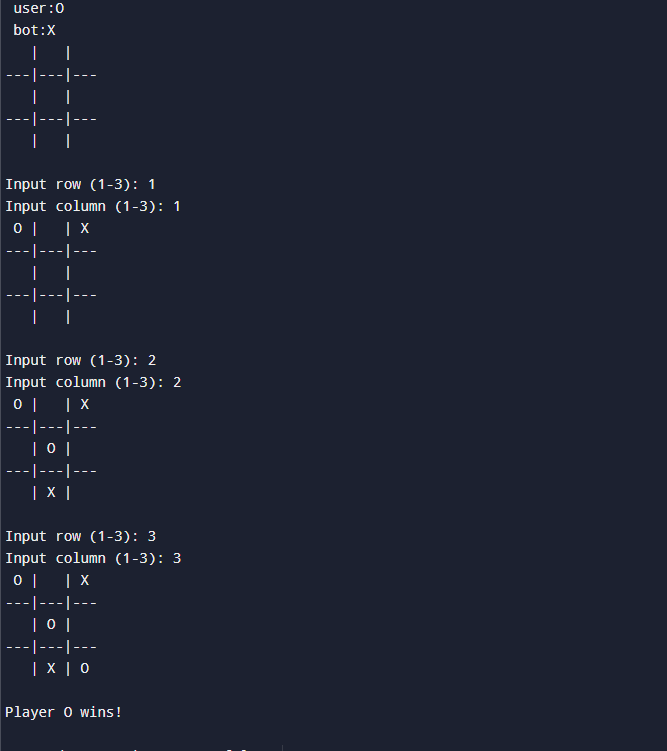 user:O
bot:X
   |   |
---|---|---
   |   |
---|---|---
   |   |
Input row (1-3): 1
Input column (1-3): 1
 O |   | X
---|---|---
   |   |
---|---|---
   |   |
Input row (1-3): 2
Input column (1-3): 2
 O |   | X
---|---|---
   | O |
---|---|---
   | X |
Input row (1-3): 3
Input column (1-3): 3
 O |   | X
---|---|---
   | O |
---|---|---
   | X | O
Player O wins!